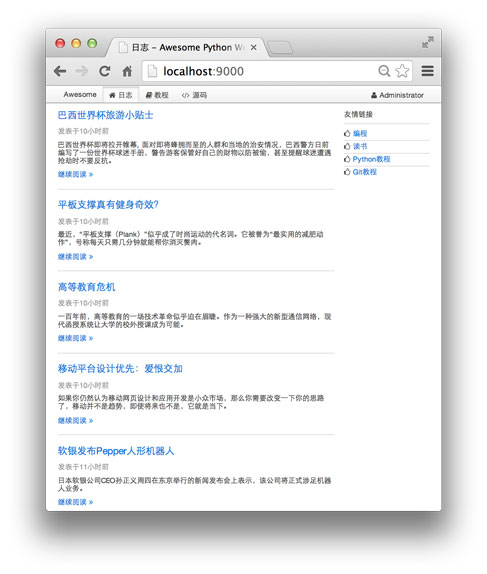 日志 - Awesome Python W
localhost:9000
Awesome 日志 教程 源码 Administrator
巴西世界杯旅游小贴士
发表于10小时前
巴西世界杯即将拉开帷幕，面对即将蜂拥而至的人群和当地的治安情况，巴西警方日前
编写了一份世界杯球迷手册，警告游客保管好自己的财物以防被偷，甚至提醒球迷遭遇
抢劫时不要反抗。
继续阅读 »
平板支撑真有健身奇效?
发表于10小时前
最近，“平板支撑（Plank）”似乎成了时尚运动的代名词。它被誉为“最实用的减肥动
作”，号称每天只需几分钟就能帮你消灭赘肉。
继续阅读 »
高等教育危机
发表于10小时前
一百年前，高等教育的一场技术革命似乎迫在眉睫。作为一种强大的新型通信网络，现
代函授系统让大学的校外授课成为可能。
继续阅读 »
移动平台设计优先：爱恨交加
发表于10小时前
如果你仍然认为移动网页设计和应用开发是小众市场，那么你需要改变一下你的思路
了，移动并不是趋势，即使将来也不是，它就是当下。
继续阅读 »
软银发布Pepper人形机器人
发表于11小时前
日本软银公司CEO孙正义周四在东京举行的新闻发布会上表示，该公司将正式涉足机器
人业务。
继续阅读 »
友情链接
编程
读书
Python教程
Git教程